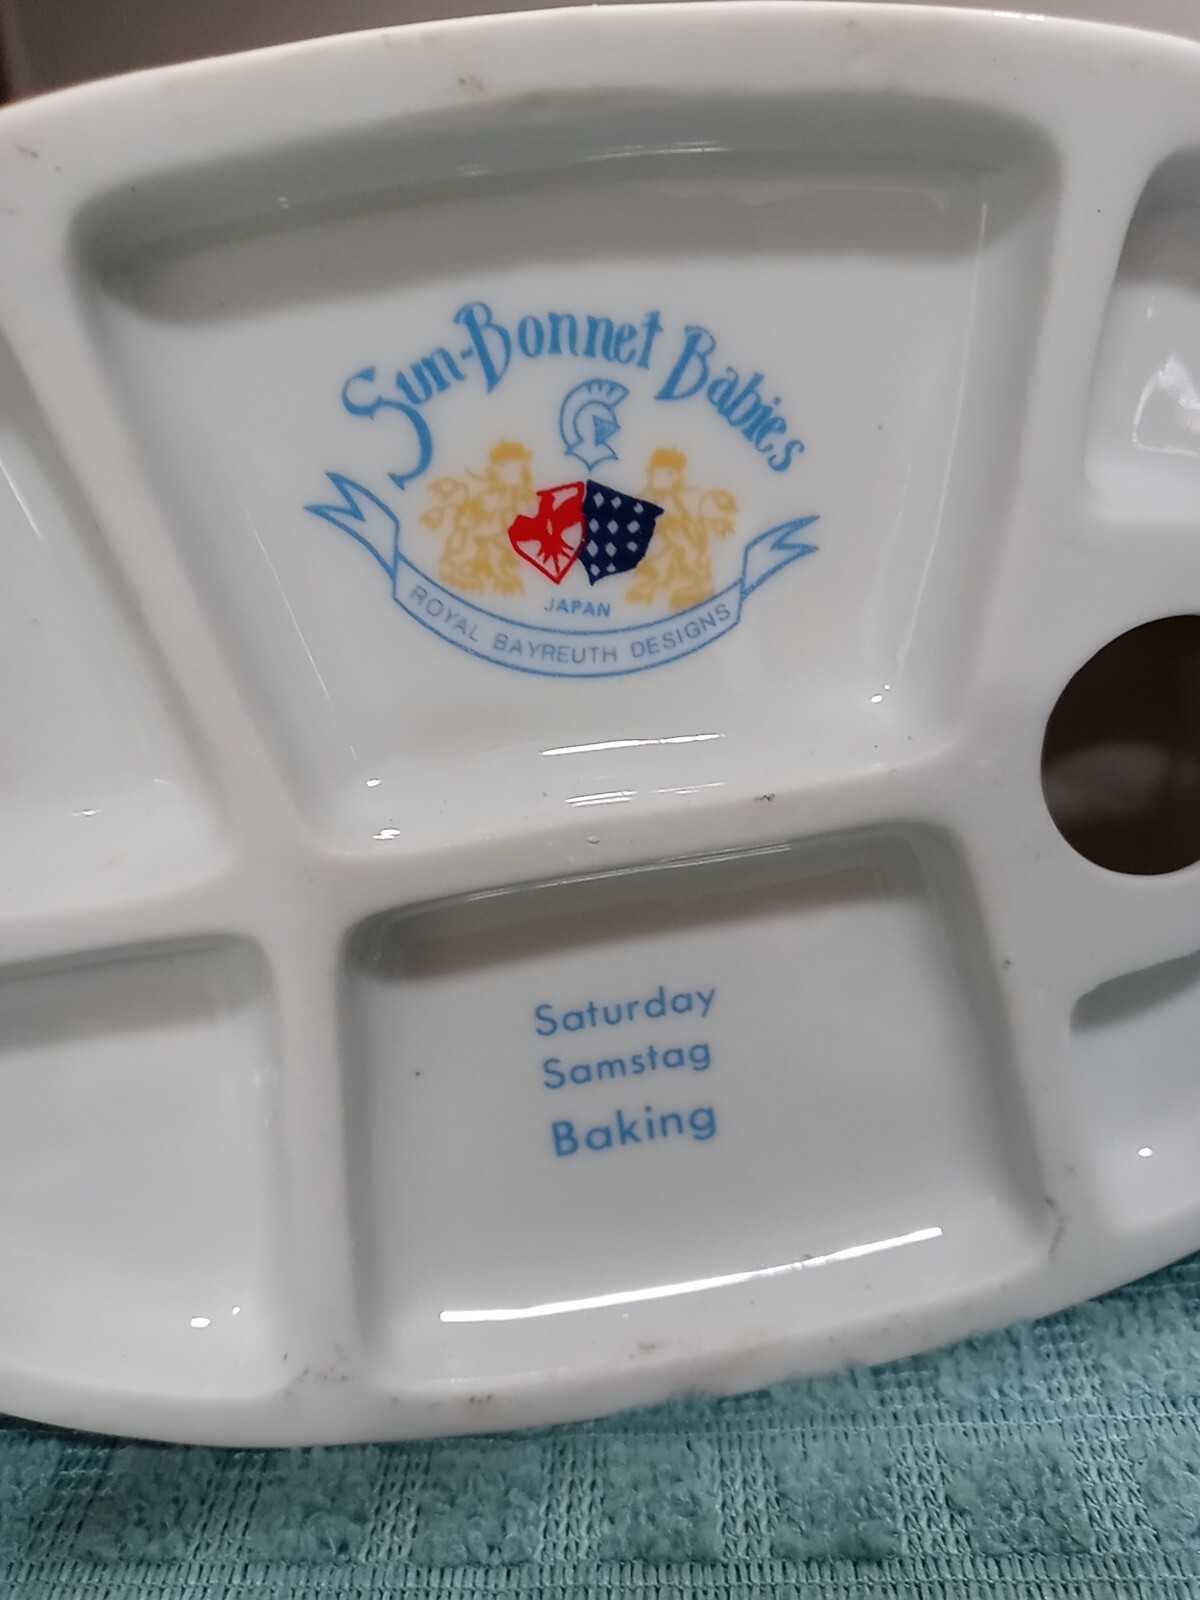 Sun-Bonnet Babies
JAPAN
ROYAL BAYREUTH DESIGNS
Saturday
Samstag
Baking